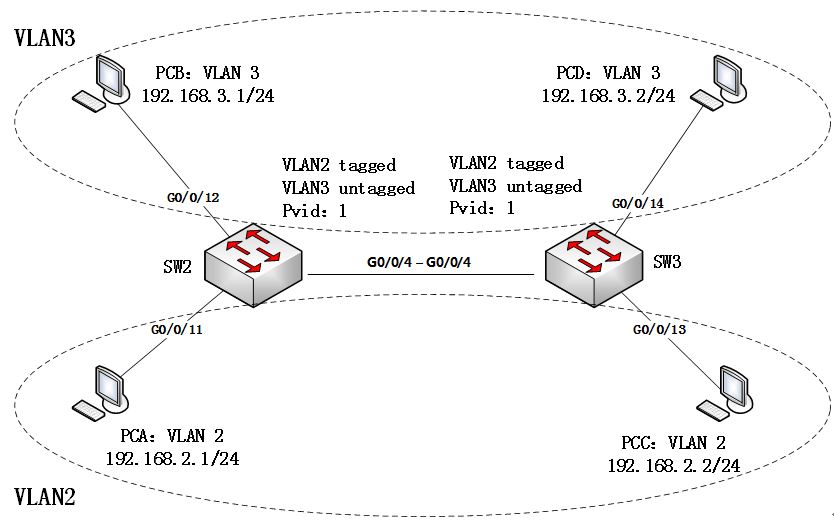 VLAN3
PCB: VLAN 3
192.168.3.1/24
PCD: VLAN 3
192.168.3.2/24
VLAN2 tagged
VLAN3 untagged
Pvid: 1
VLAN2 tagged
VLAN3 untagged
Pvid: 1
G0/0/12
G0/0/14
SW2
G0/0/4 – G0/0/4
SW3
G0/0/11
G0/0/13
PCA: VLAN 2
192.168.2.1/24
PCC: VLAN 2
192.168.2.2/24
VLAN2